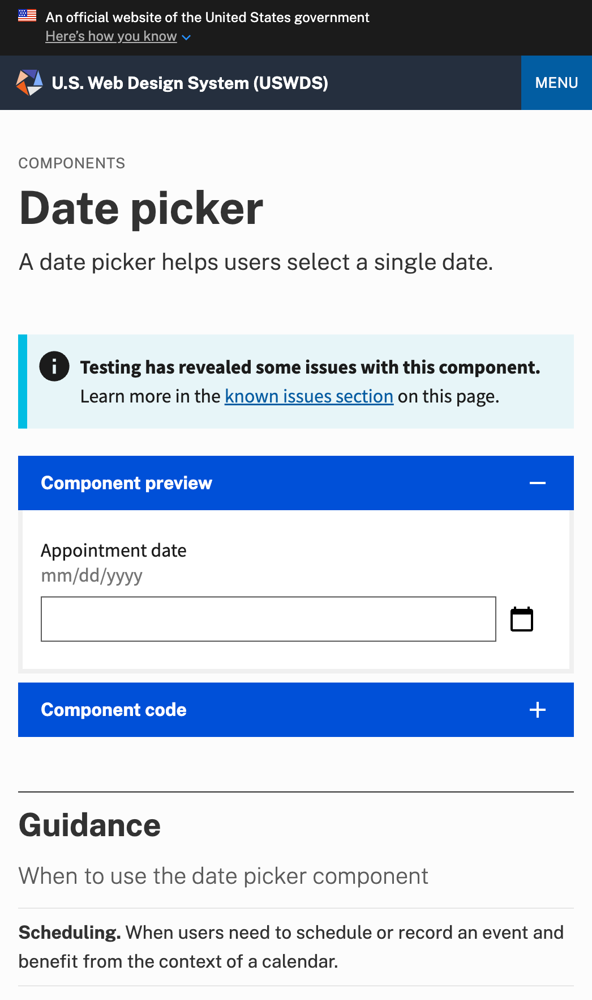 An official website of the United States government
Here’s how you know
U.S. Web Design System (USWDS)
MENU
COMPONENTS
Date picker
A date picker helps users select a single date.
Testing has revealed some issues with this component.
Learn more in the known issues section on this page.
Component preview
Appointment date
mm/dd/yyyy
Component code
Guidance
When to use the date picker component
Scheduling. When users need to schedule or record an event and
benefit from the context of a calendar.